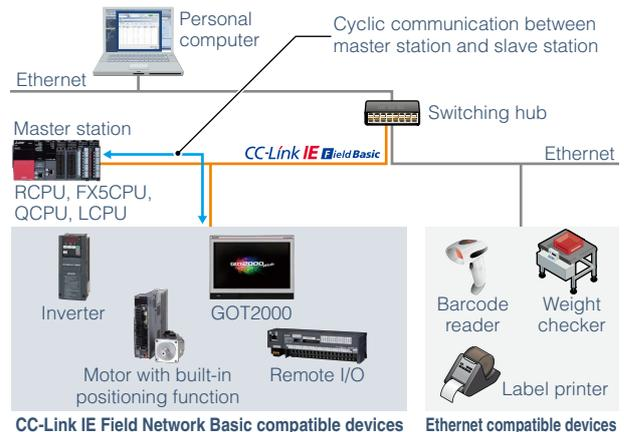 Personal
computer
Cyclic communication between
master station and slave station
Ethernet
Switching hub
Master station
CC-Link IE Field Basic
Ethernet
RCPU, FX5CPU,
QCPU, LCPU
GOT2000
Inverter
GOT2000
Barcode
reader
Weight
checker
Motor with built-in
positioning function
Remote I/O
Label printer
CC-Link IE Field Network Basic compatible devices
Ethernet compatible devices